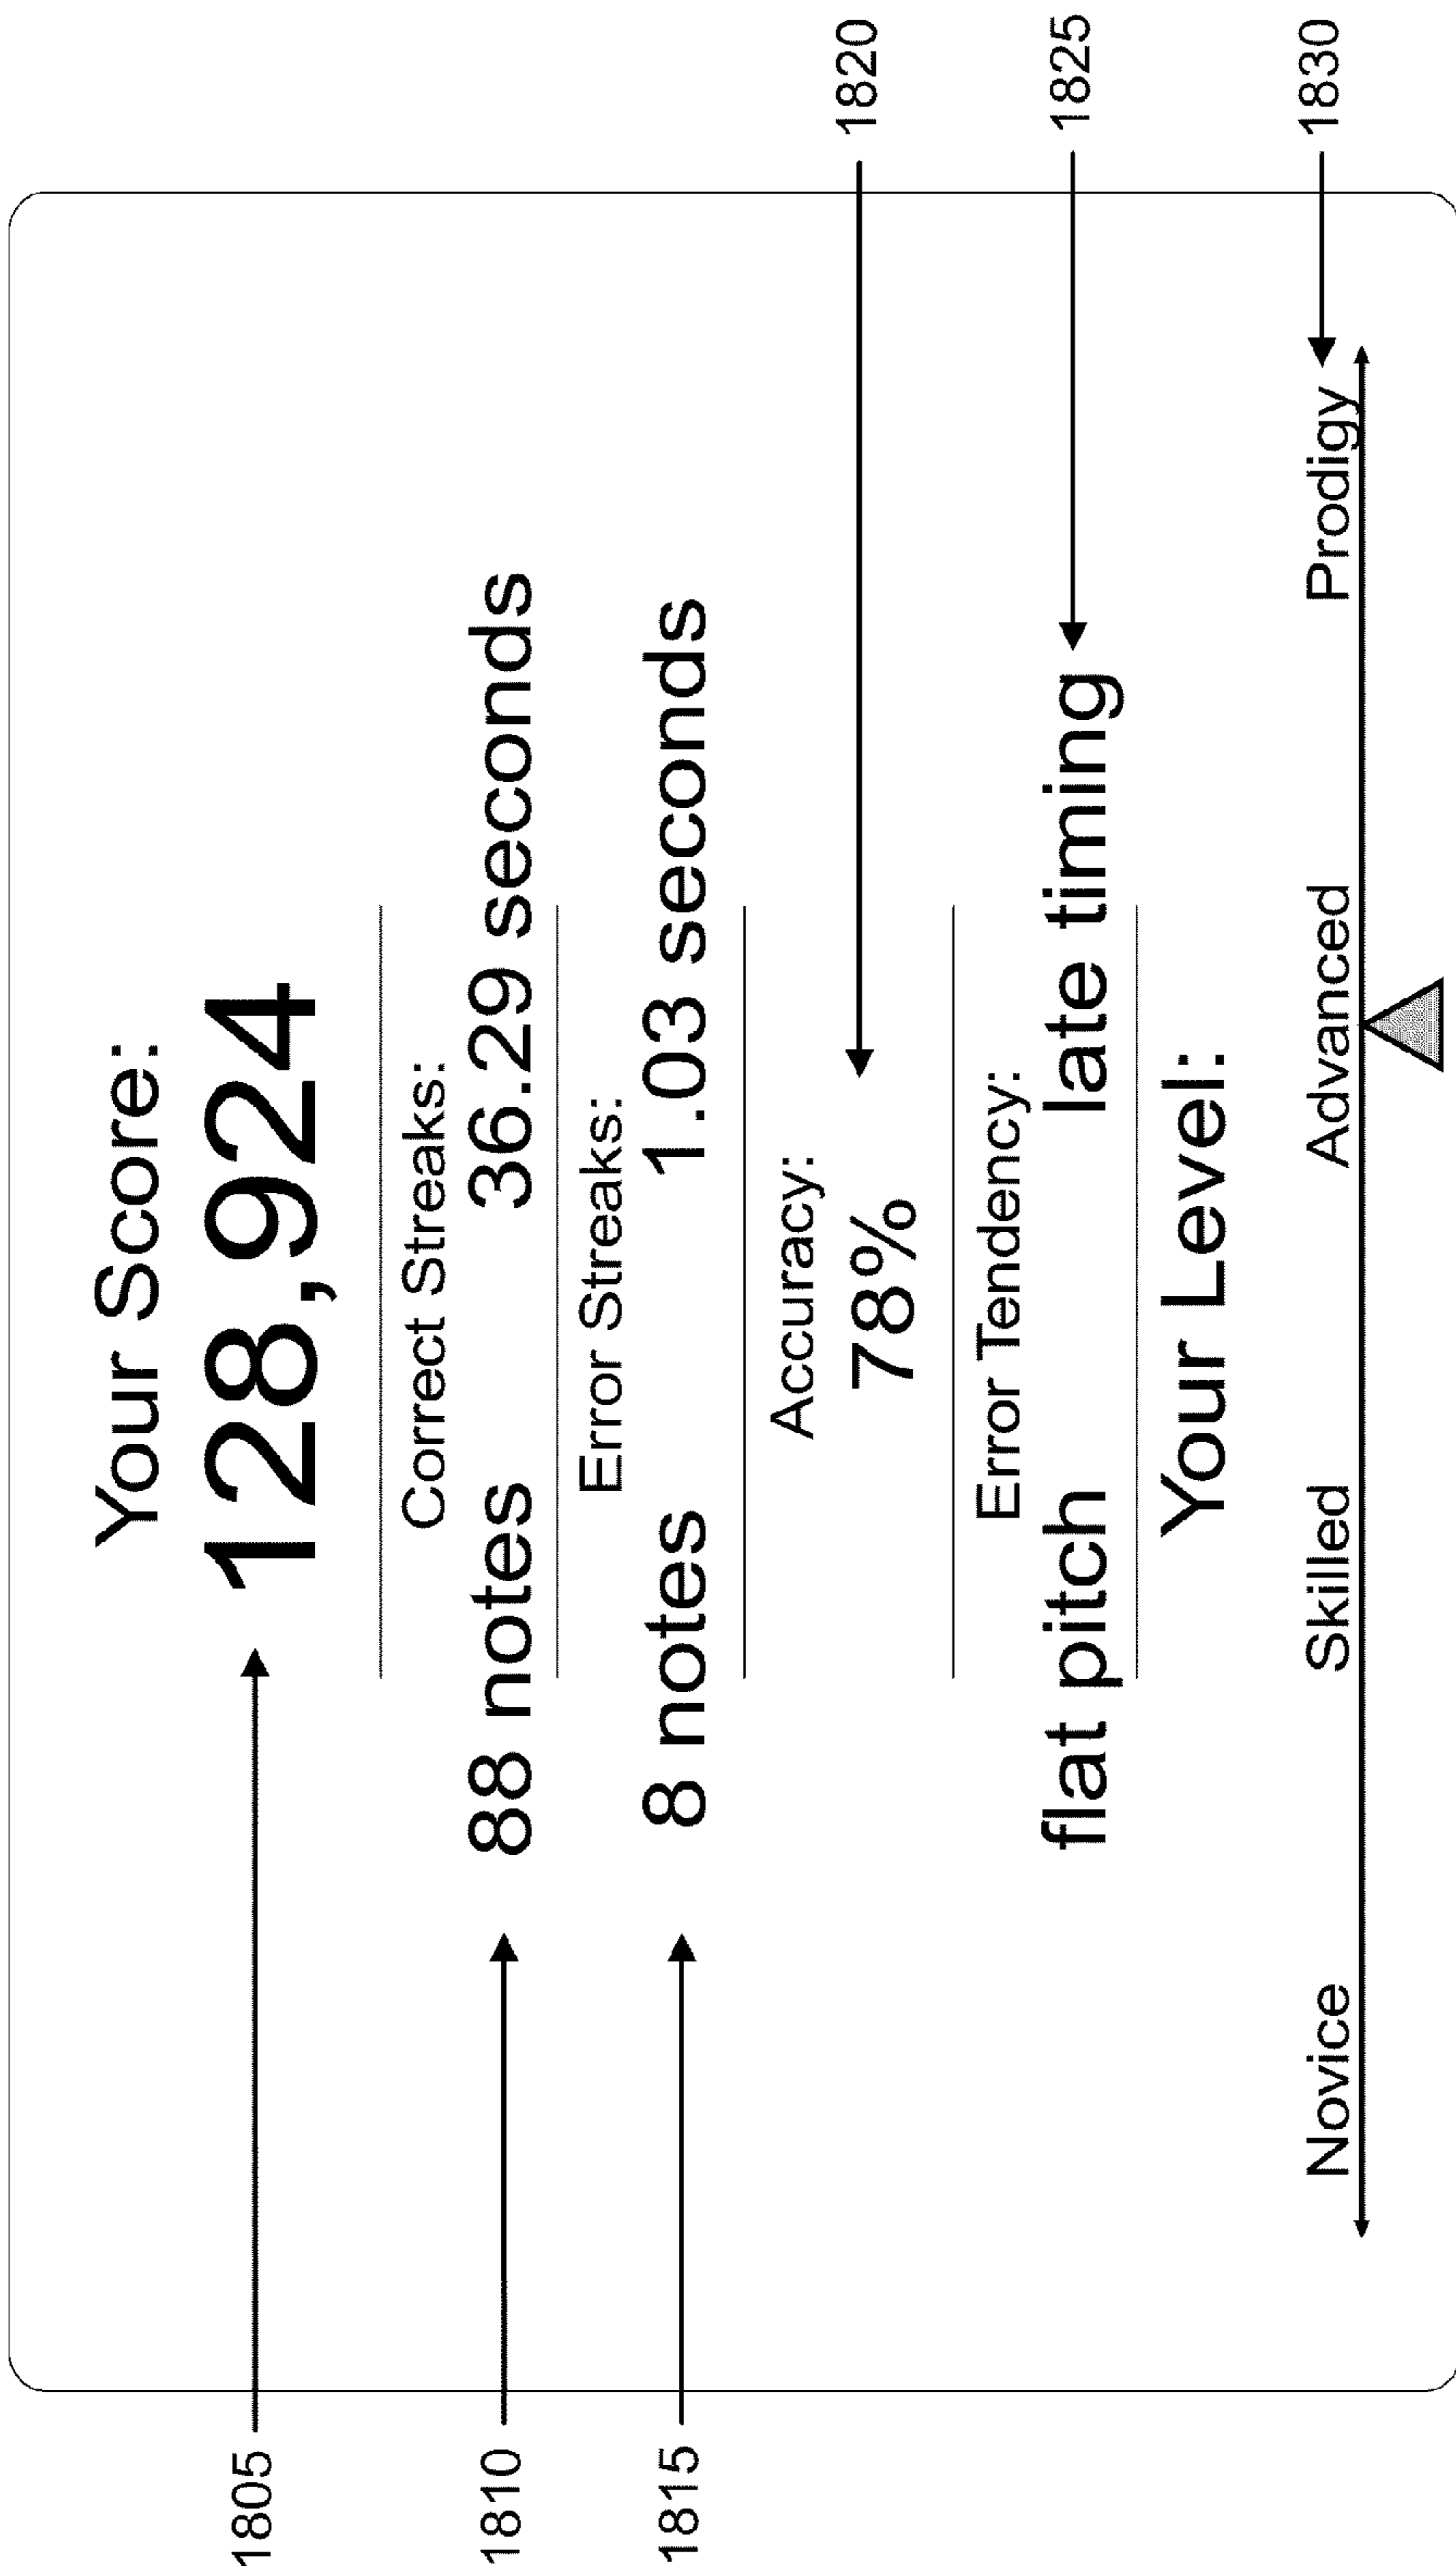 Your Score:
1805 128,924
Correct Streaks:
1810 88 notes 36.29 seconds
Error Streaks:
1815 8 notes 1.03 seconds
Accuracy:
78% 1820
Error Tendency:
flat pitch late timing 1825
Your Level:
Novice Skilled Advanced Prodigy 1830